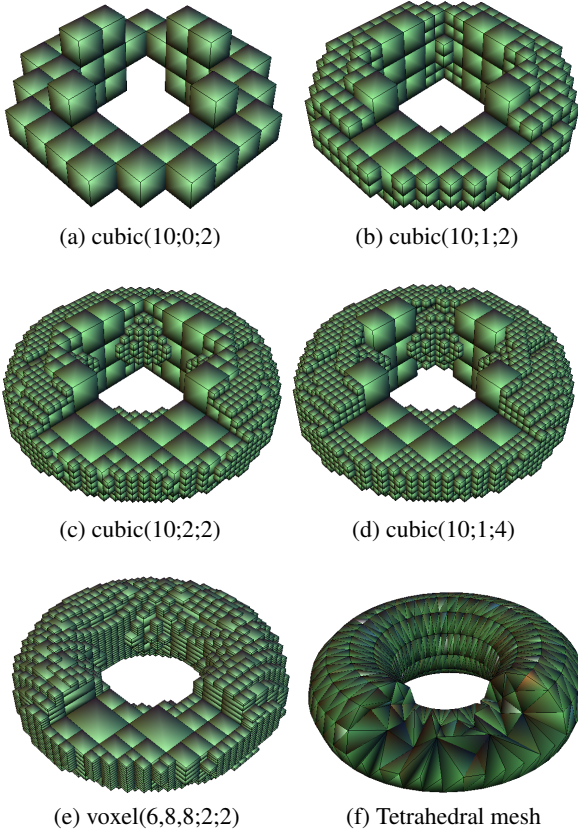 (a) cubic(10;0;2)
(b) cubic(10;1;2)
(c) cubic(10;2;2)
(d) cubic(10;1;4)
(e) voxel(6,8,8;2;2)
(f) Tetrahedral mesh